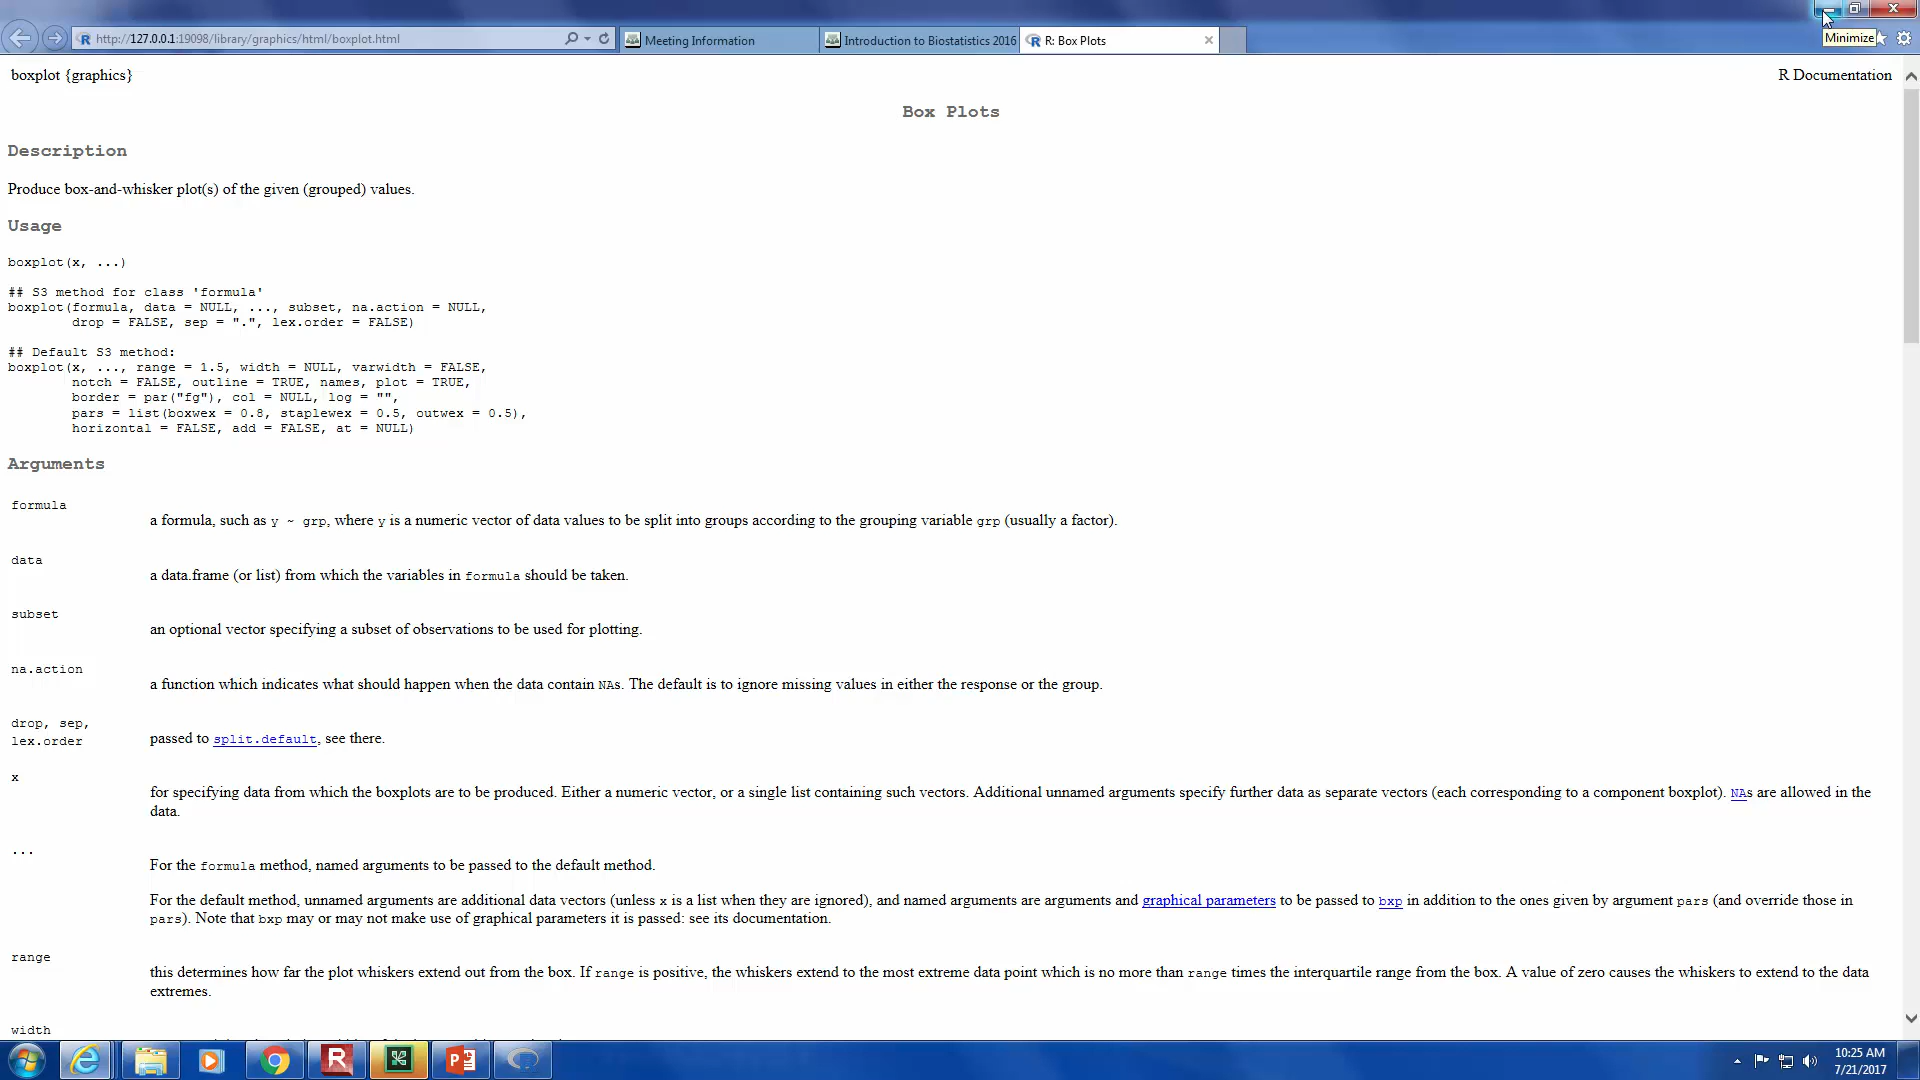 http://127.0.0.1:19098/library/graphics/html/boxplot.html
Meeting Information
Introduction to Biostatistics 2016
R: Box Plots
Minimize
boxplot {graphics}
R Documentation
Box Plots
Description
Produce box-and-whisker plot(s) of the given (grouped) values.
Usage
boxplot(x, ...)
## S3 method for class 'formula'
boxplot(formula, data = NULL, ..., subset, na.action = NULL,
drop = FALSE, sep = ".", lex.order = FALSE)
## Default S3 method:
boxplot(x, ..., range = 1.5, width = NULL, varwidth = FALSE,
notch = FALSE, outline = TRUE, names, plot = TRUE,
border = par("fg"), col = NULL, log = "",
pars = list(boxwex = 0.8, staplewex = 0.5, outwex = 0.5),
horizontal = FALSE, add = FALSE, at = NULL)
Arguments
formula
a formula, such as y ~ grp, where y is a numeric vector of data values to be split into groups according to the grouping variable grp (usually a factor).
data
a data.frame (or list) from which the variables in formula should be taken.
subset
an optional vector specifying a subset of observations to be used for plotting.
na.action
a function which indicates what should happen when the data contain NAs. The default is to ignore missing values in either the response or the group.
drop, sep,
lex.order
passed to split.default, see there.
x
for specifying data from which the boxplots are to be produced. Either a numeric vector, or a single list containing such vectors. Additional unnamed arguments specify further data as separate vectors (each corresponding to a component boxplot). NAs are allowed in the
data.
...
For the formula method, named arguments to be passed to the default method.
For the default method, unnamed arguments are additional data vectors (unless x is a list when they are ignored), and named arguments are arguments and graphical parameters to be passed to bxp in addition to the ones given by argument pars (and override those in
pars). Note that bxp may or may not make use of graphical parameters it is passed: see its documentation.
range
this determines how far the plot whiskers extend out from the box. If range is positive, the whiskers extend to the most extreme data point which is no more than range times the interquartile range from the box. A value of zero causes the whiskers to extend to the data
extremes.
width
10:25 AM
7/21/2017